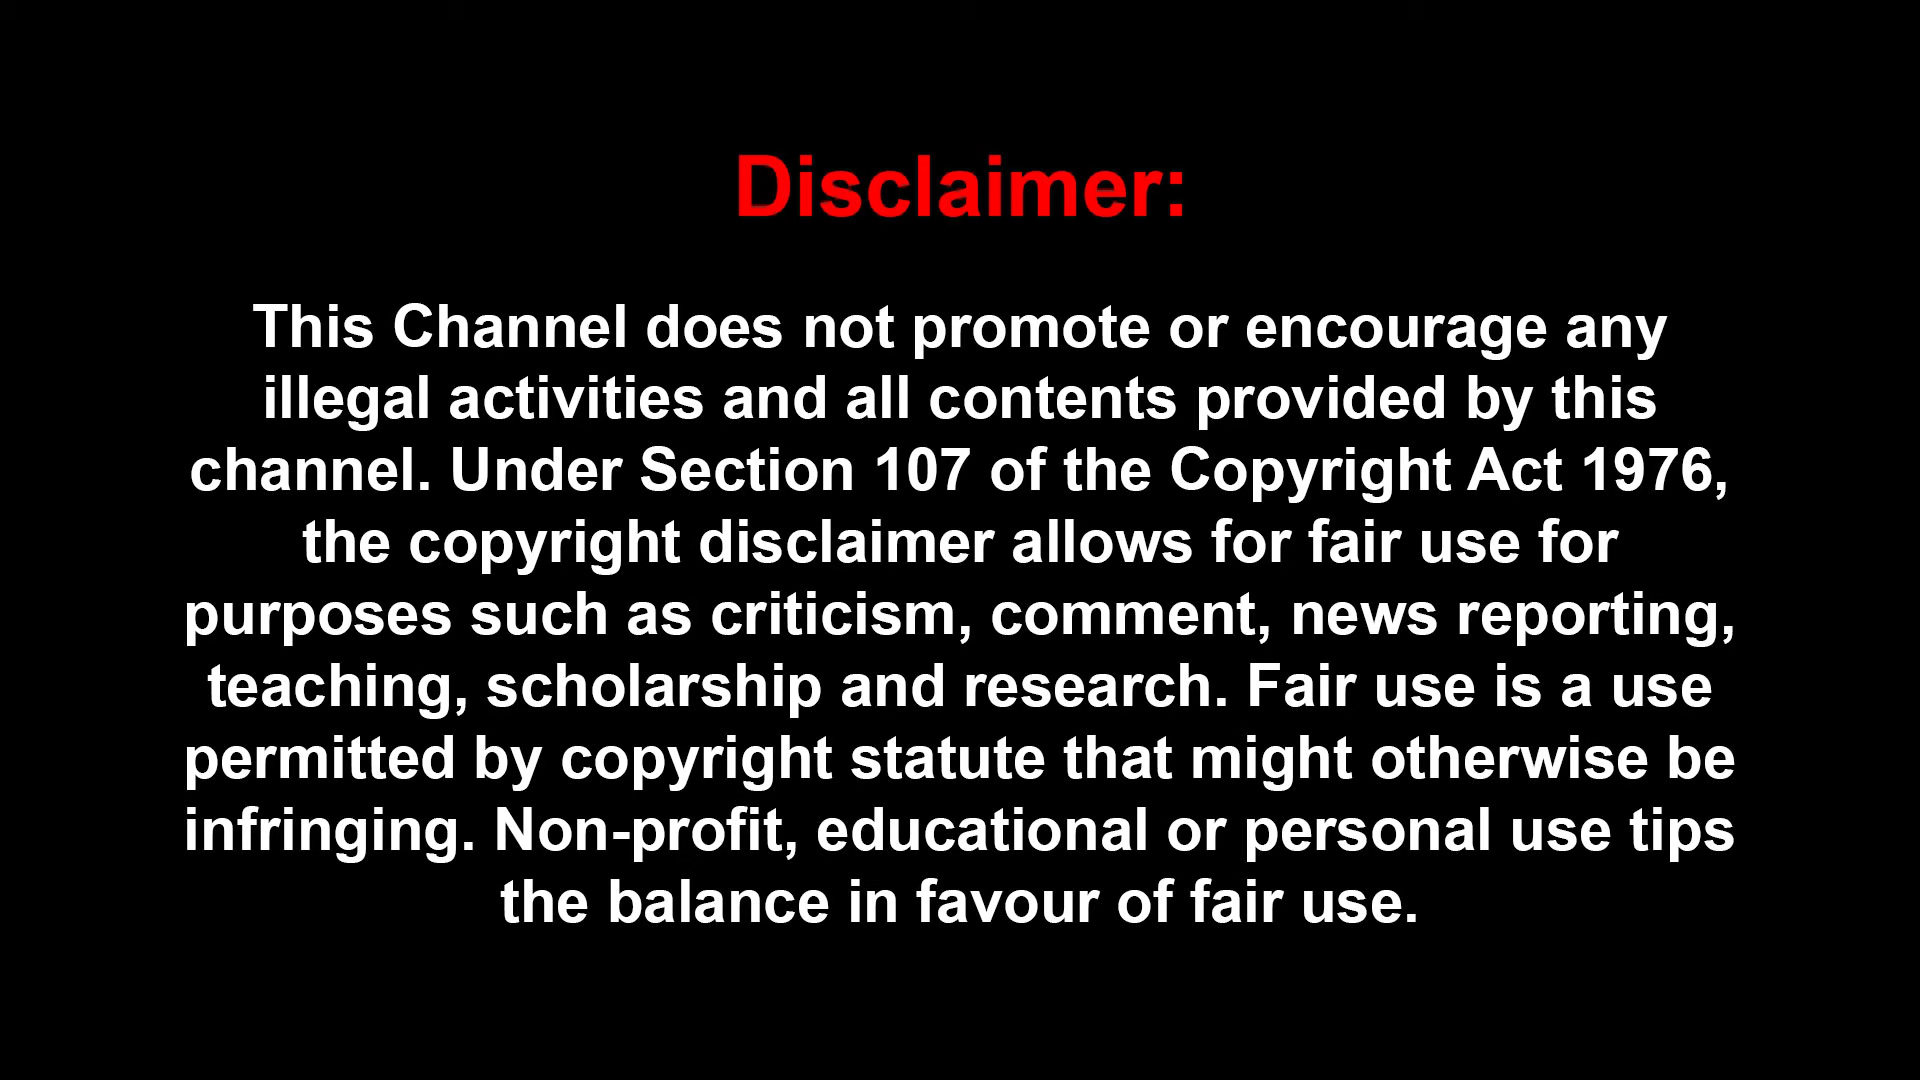 Disclaimer:
This Channel does not promote or encourage any
illegal activities and all contents provided by this
channel. Under Section 107 of the Copyright Act 1976,
the copyright disclaimer allows for fair use for
purposes such as criticism, comment, news reporting,
teaching, scholarship and research. Fair use is a use
permitted by copyright statute that might otherwise be
infringing. Non-profit, educational or personal use tips
the balance in favour of fair use.